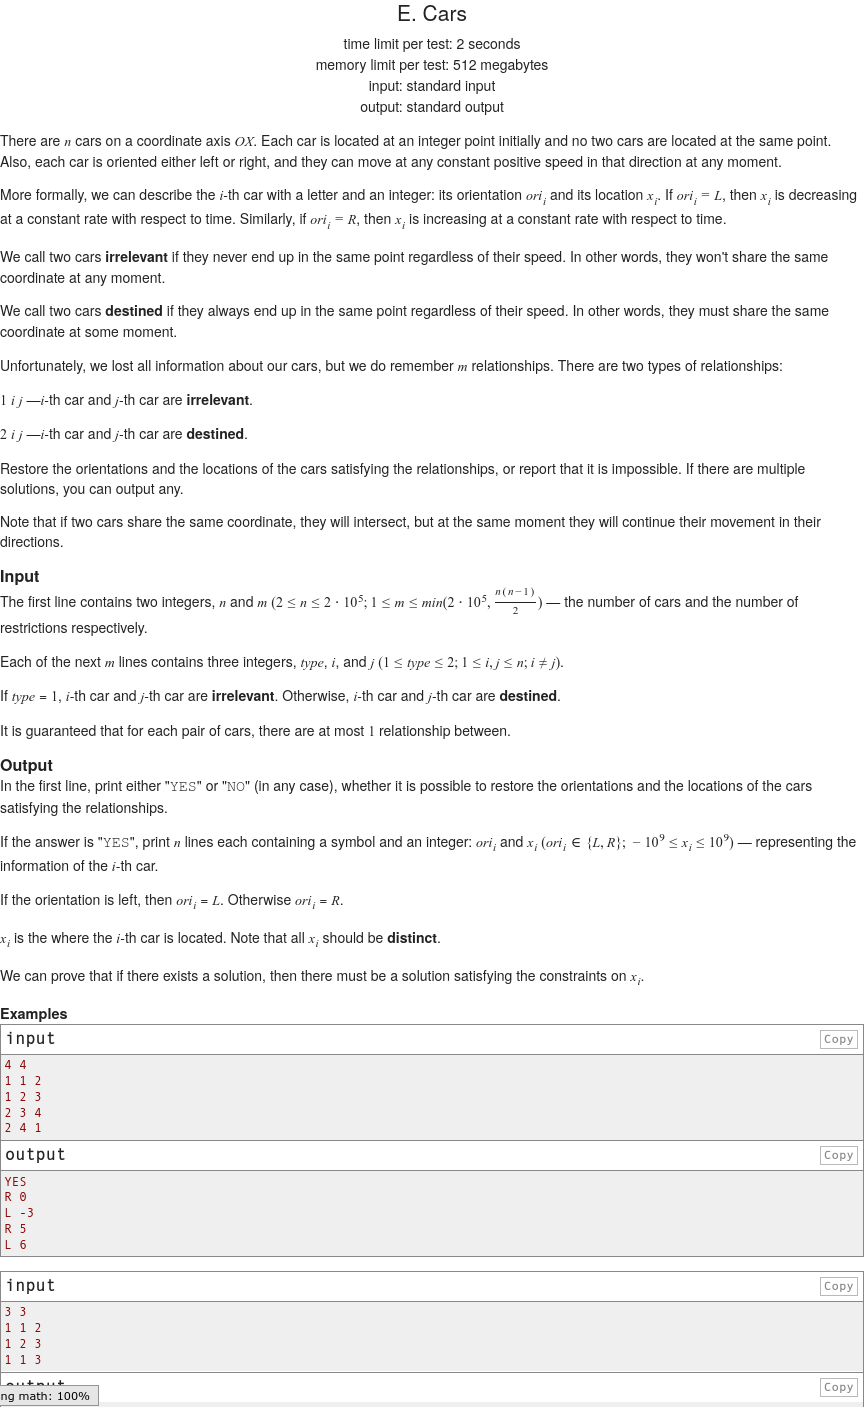 E. Cars
time limit per test: 2 seconds
memory limit per test: 512 megabytes
input: standard input
output: standard output
There are n cars on a coordinate axis OX. Each car is located at an integer point initially and no two cars are located at the same point.
Also, each car is oriented either left or right, and they can move at any constant positive speed in that direction at any moment.
More formally, we can describe the i-th car with a letter and an integer: its orientation ori_i and its location x_i. If ori_i = L, then x_i is decreasing
at a constant rate with respect to time. Similarly, if ori_i = R, then x_i is increasing at a constant rate with respect to time.
We call two cars irrelevant if they never end up in the same point regardless of their speed. In other words, they won't share the same
coordinate at any moment.
We call two cars destined if they always end up in the same point regardless of their speed. In other words, they must share the same
coordinate at some moment.
Unfortunately, we lost all information about our cars, but we do remember m relationships. There are two types of relationships:
1 i j —i-th car and j-th car are irrelevant.
2 i j —i-th car and j-th car are destined.
Restore the orientations and the locations of the cars satisfying the relationships, or report that it is impossible. If there are multiple
solutions, you can output any.
Note that if two cars share the same coordinate, they will intersect, but at the same moment they will continue their movement in their
directions.
Input
The first line contains two integers, n and m (2 ≤ n ≤ 2 · 10^5; 1 ≤ m ≤ min(2 · 10^5, n(n−1)/2) — the number of cars and the number of
restrictions respectively.
Each of the next m lines contains three integers, type, i, and j (1 ≤ type ≤ 2; 1 ≤ i, j ≤ n; i ≠ j).
If type = 1, i-th car and j-th car are irrelevant. Otherwise, i-th car and j-th car are destined.
It is guaranteed that for each pair of cars, there are at most 1 relationship between.
Output
In the first line, print either "YES" or "NO" (in any case), whether it is possible to restore the orientations and the locations of the cars
satisfying the relationships.
If the answer is "YES", print n lines each containing a symbol and an integer: ori_i and x_i (ori_i ∈ {L, R}; − 10^9 ≤ x_i ≤ 10^9) — representing the
information of the i-th car.
If the orientation is left, then ori_i = L. Otherwise ori_i = R.
x_i is the where the i-th car is located. Note that all x_i should be distinct.
We can prove that if there exists a solution, then there must be a solution satisfying the constraints on x_i.
Examples
input Copy
4 4
1 1 2
1 2 3
2 3 4
2 4 1
output Copy
YES
R 0
L -3
R 5
L 6
input Copy
3 3
1 1 2
1 2 3
1 1 3
output Copy
ng math: 100%